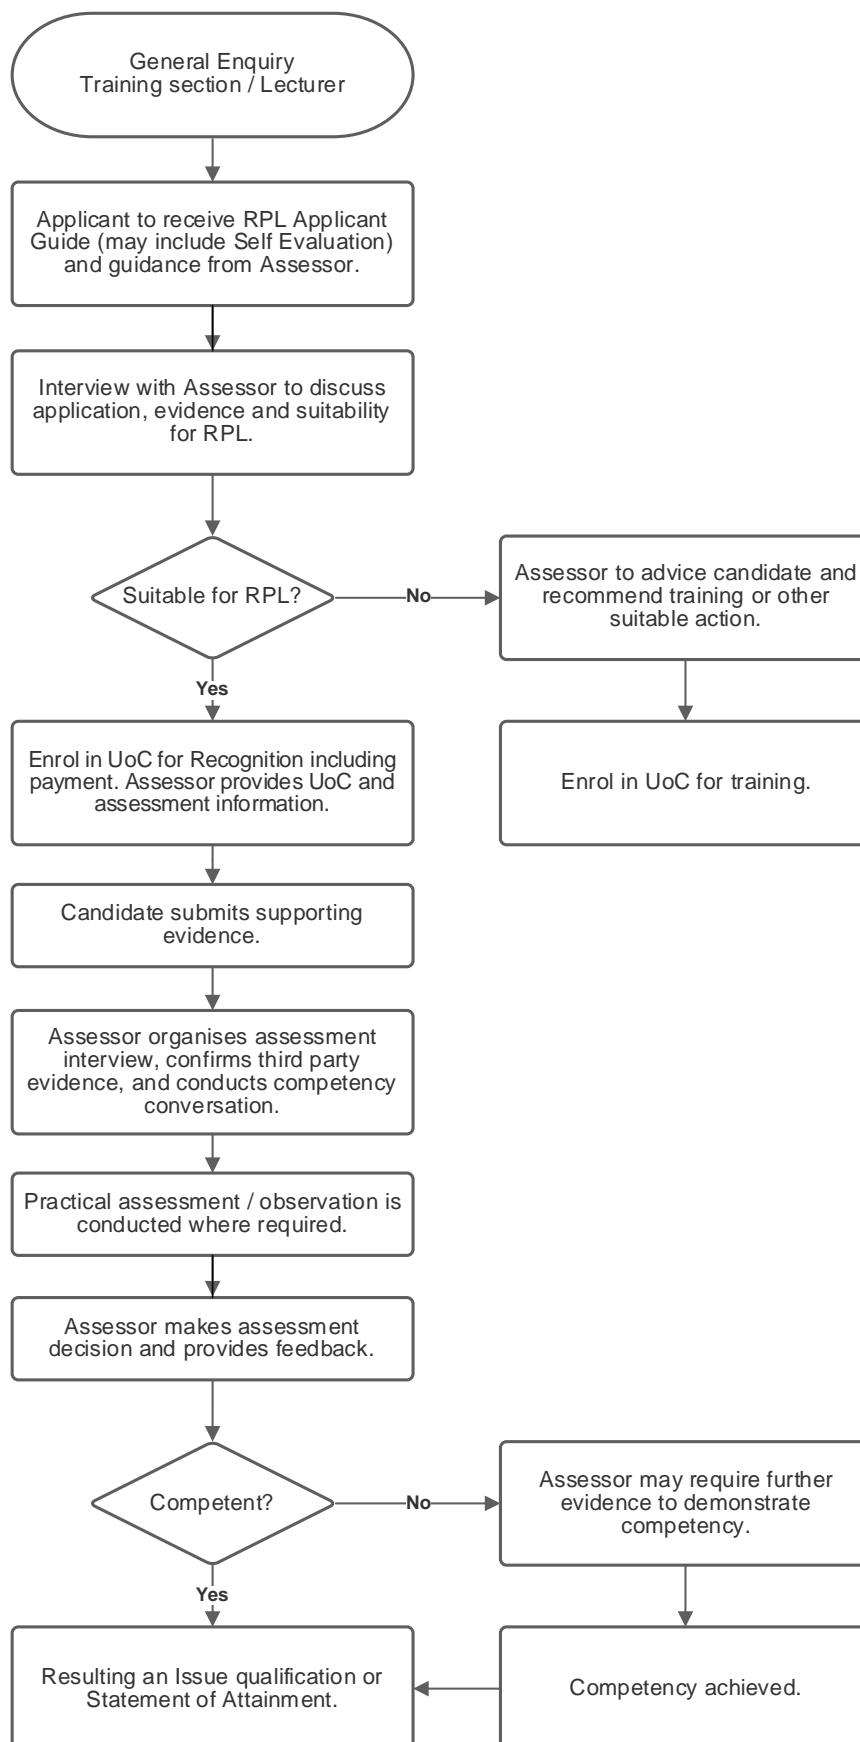 General Enquiry
Training section / Lecturer
Applicant to receive RPL Applicant
Guide (may include Self Evaluation)
and guidance from Assessor.
Interview with Assessor to discuss
application, evidence and suitability
for RPL.
Suitable for RPL?
No
Assessor to advice candidate and
recommend training or other
suitable action.
Yes
Enrol in UoC for Recognition including
payment. Assessor provides UoC and
assessment information.
Enrol in UoC for training.
Candidate submits supporting
evidence.
Assessor organises assessment
interview, confirms third party
evidence, and conducts competency
conversation.
Practical assessment / observation is
conducted where required.
Assessor makes assessment
decision and provides feedback.
Competent?
No
Assessor may require further
evidence to demonstrate
competency.
Yes
Resulting an Issue qualification or
Statement of Attainment.
Competency achieved.